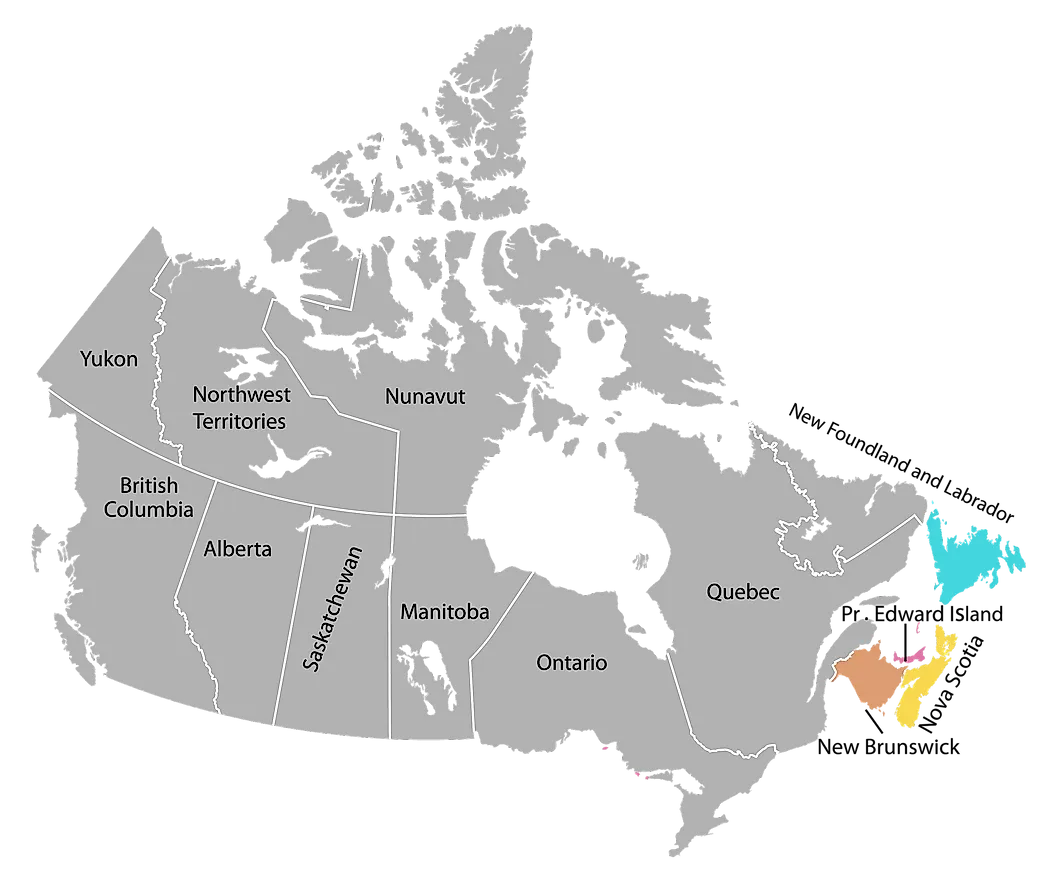 Yukon
Northwest
Territories
Nunavut
New Foundland and Labrador
British
Columbia
Alberta
Saskatchewan
Manitoba
Quebec
Pr. Edward Island
Ontario
Nova Scotia
New Brunswick